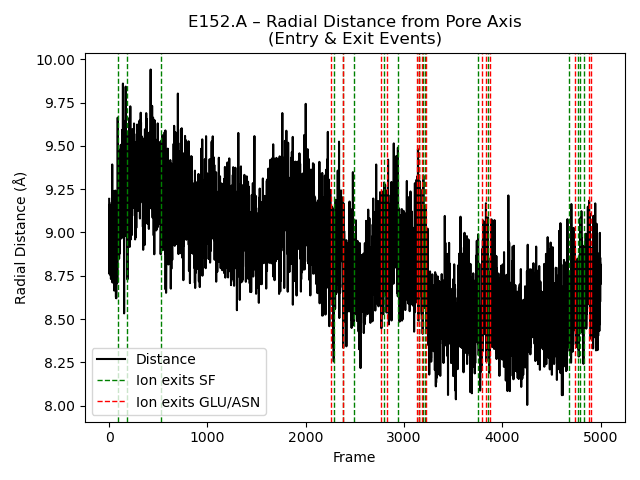 E152.A – Radial Distance from Pore Axis
(Entry & Exit Events)
10.00
9.75
9.50
9.25
9.00
8.75
8.50
8.25
8.00
Radial Distance (Å)
Distance
Ion exits SF
Ion exits GLU/ASN
0
1000
2000
3000
4000
5000
Frame